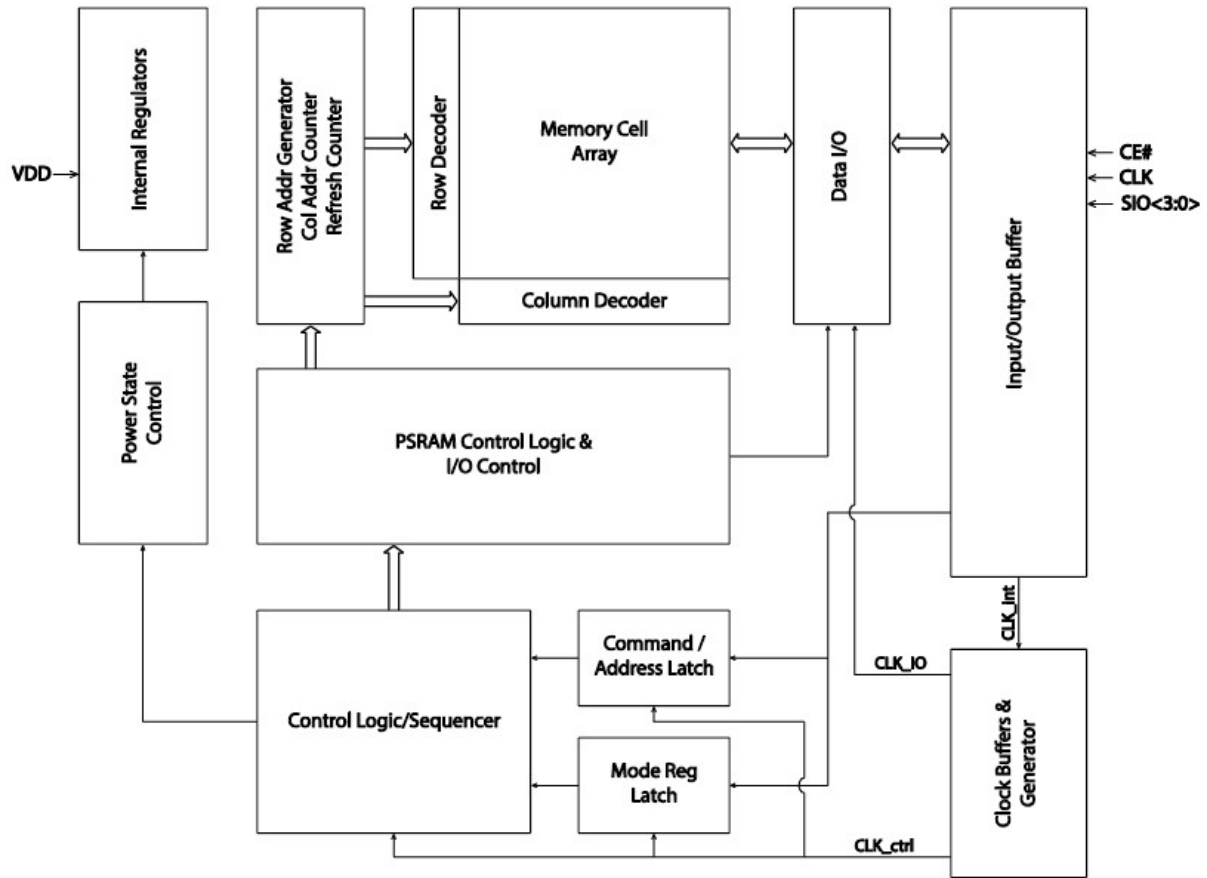 VDD
Internal Regulators
Power State
Control
Row Addr Generator
Col Addr Counter
Refresh Counter
Row Decoder
Memory Cell
Array
Column Decoder
Data I/O
Input/Output Buffer
CE#
CLK
SIO<3:0>
PSRAM Control Logic &
I/O Control
Control Logic/Sequencer
Command /
Address Latch
Mode Reg
Latch
CLK_int
CLK_IO
CLK_ctrl
Clock Buffers &
Generator